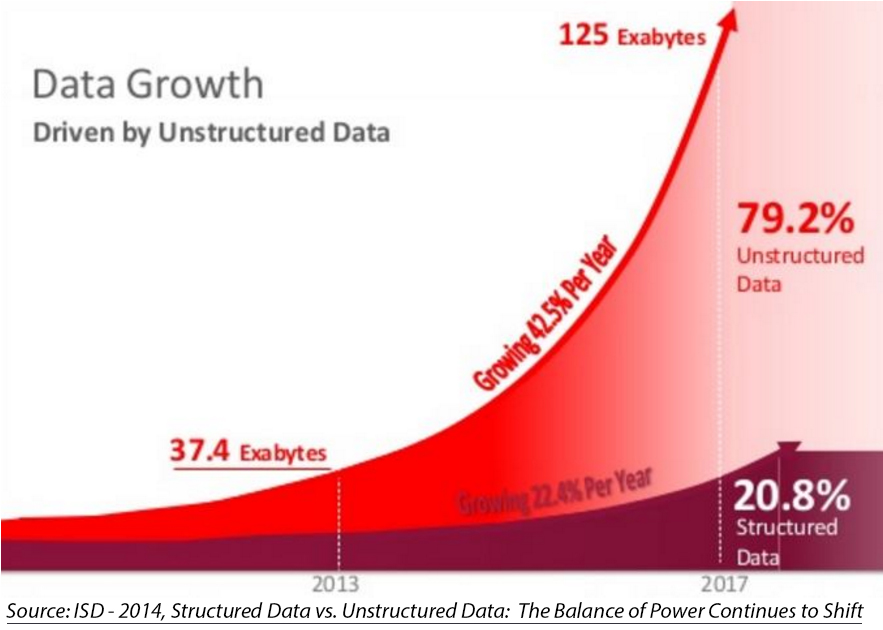 125 Exabytes
Data Growth
Driven by Unstructured Data
79.2%
Unstructured
Data
Growing 42.5% Per Year
37.4 Exabytes
Growing 22.4% Per Year
20.8%
Structured
Data
2013
2017
Source: ISD - 2014, Structured Data vs. Unstructured Data: The Balance of Power Continues to Shift